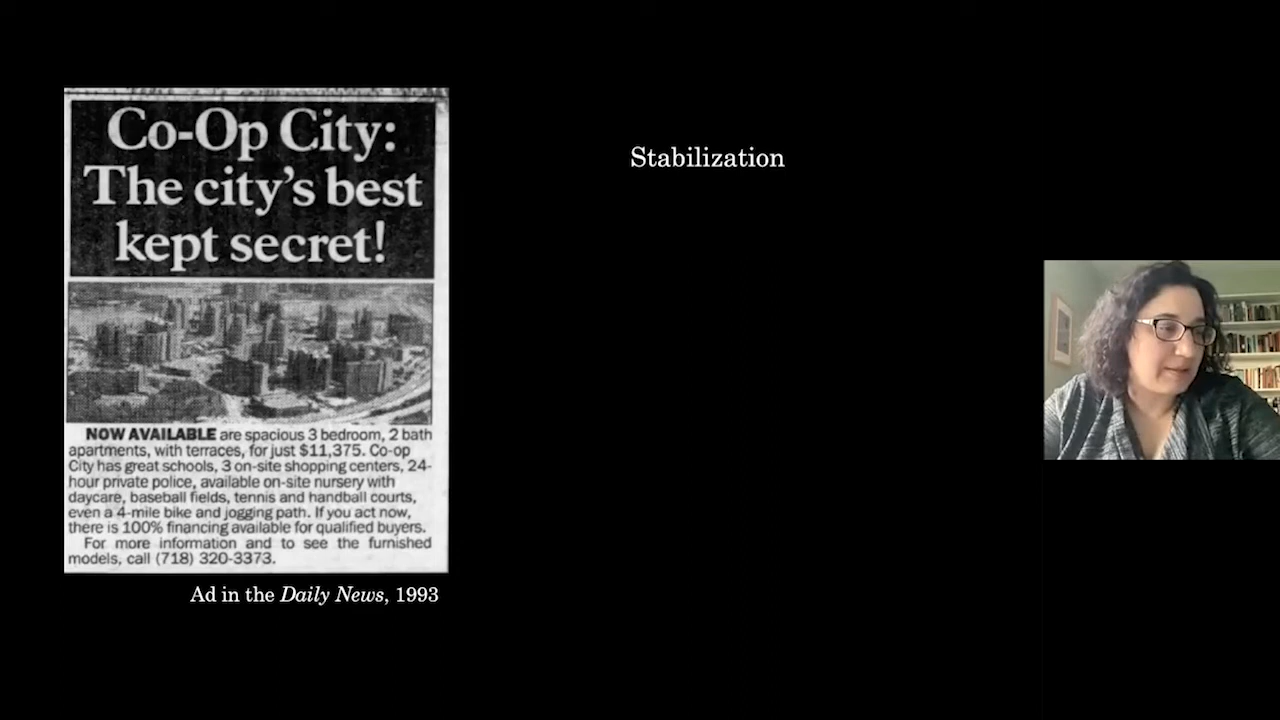 Co-Op City:
The city's best
kept secret!
NOW AVAILABLE are spacious 3 bedroom, 2 bath
apartments, with terraces, for just $11,375. Co-op
City has great schools, 3 on-site shopping centers, 24-
hour private police, available on-site nursery with
daycare, baseball fields, tennis and handball courts,
even a 4-mile bike and jogging path. If you act now,
there is 100% financing available for qualified buyers.
For more information and to see the furnished
models, call (718) 320-3373.
Ad in the Daily News, 1993
Stabilization